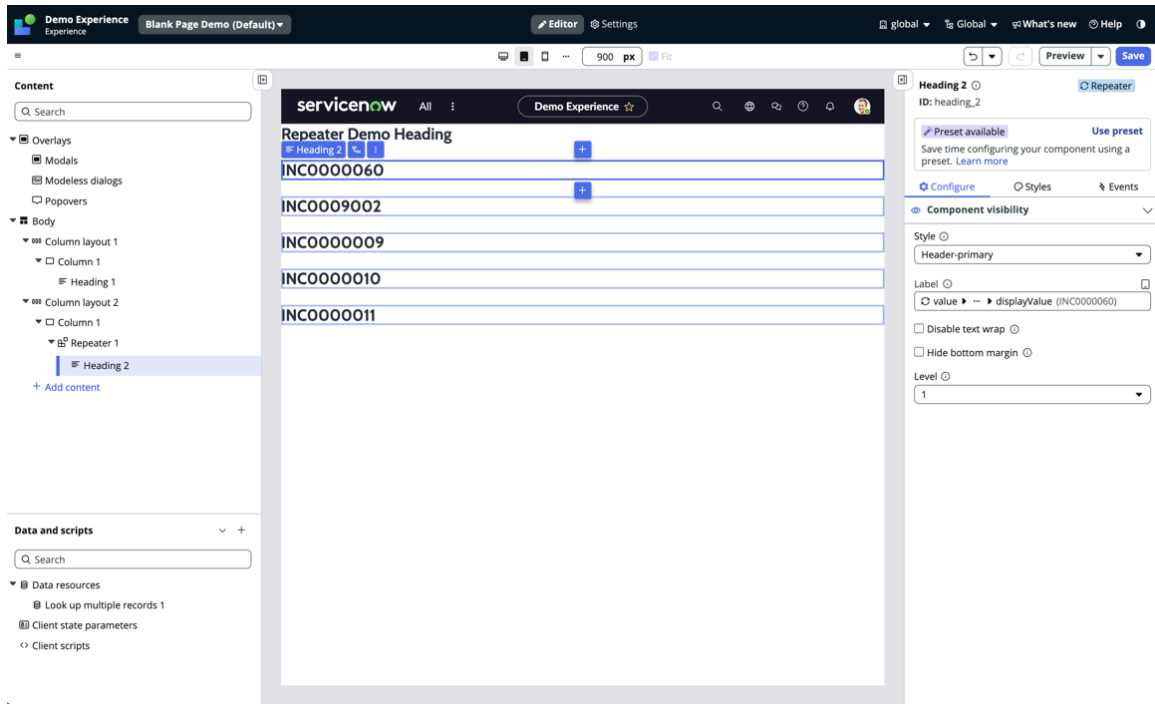 Demo Experience
Experience
Blank Page Demo (Default)
Editor
Settings
global
Global
What's new
Help
900 px
Fit
Preview
Save
Content
Search
Overlays
Modals
Modeless dialogs
Popovers
Body
Column layout 1
Column 1
Heading 1
Column layout 2
Column 1
Repeater 1
Heading 2
+ Add content
Data and scripts
Search
Data resources
Look up multiple records 1
Client state parameters
Client scripts
servicenow
All
Demo Experience
Repeater Demo Heading
Heading 2
INC0000060
INC0009002
INC0000009
INC0000010
INC0000011
Heading 2
Repeater
ID: heading_2
Preset available
Use preset
Save time configuring your component using a
preset. Learn more
Configure
Styles
Events
Component visibility
Style
Header-primary
Label
value ... displayValue (INC0000060)
Disable text wrap
Hide bottom margin
Level
1